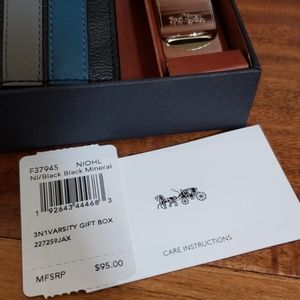 F37945 NIOHL
NI/Black Black Mineral
1 92643 44468 3
3N1VARSITY GIFT BOX
227259JAX
MFSRP $95.00
CARE INSTRUCTIONS